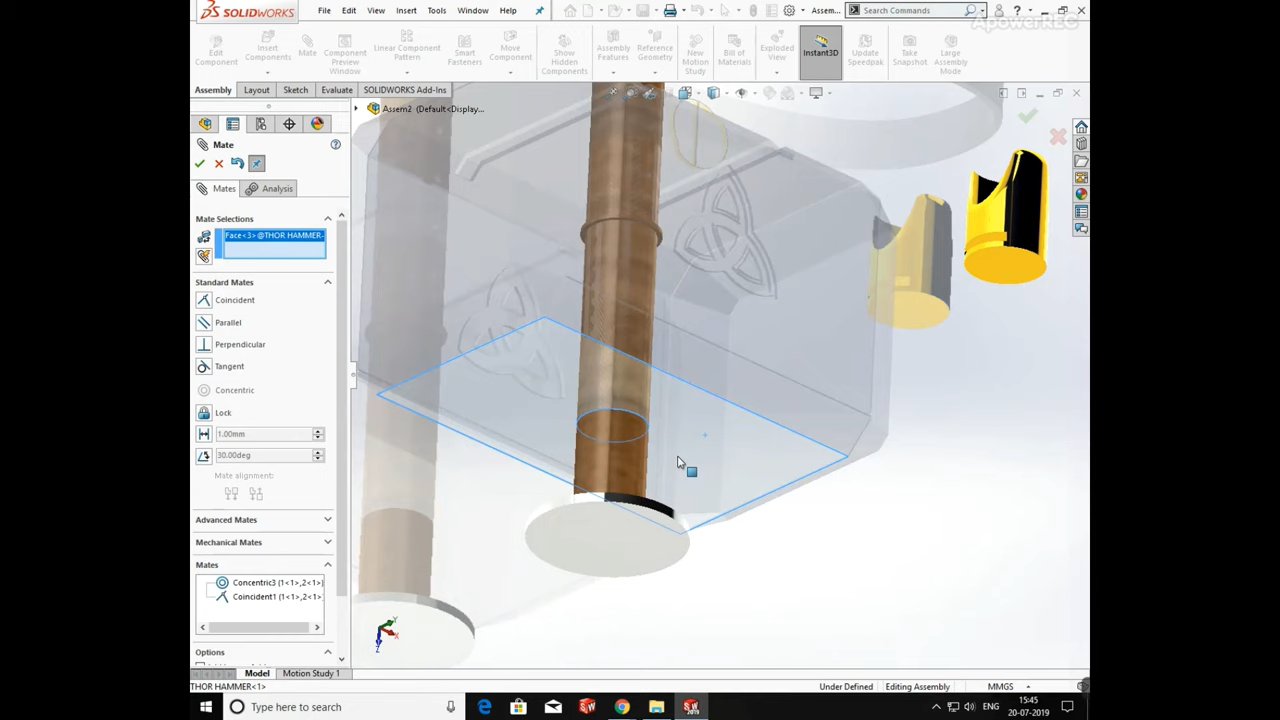 SOLIDWORKS File Edit View Insert Tools Window Help Assem... Search Commands
ApowerREC
Edit Component Insert Components Mate Component Preview Window Linear Component Pattern Smart Fasteners Move Component Show Hidden Components Assembly Features Reference Geometry New Motion Study Bill of Materials Exploded View Instant3D Update Speedpak Take Snapshot Large Assembly Mode
Assembly Layout Sketch Evaluate SOLIDWORKS Add-Ins
Assem2 (Default<Display...
Mate
Mates Analysis
Mate Selections
Face<3>@THOR HAMMER-
Standard Mates
Coincident
Parallel
Perpendicular
Tangent
Concentric
Lock
1.00mm
30.00deg
Mate alignment:
Advanced Mates
Mechanical Mates
Mates
Concentric3 (1<1>,2<1>)
Coincident1 (1<1>,2<1>
Options
Z Y X
Model Motion Study 1
THOR HAMMER<1> Under Defined Editing Assembly MMGS
Type here to search ENG 15:45
20-07-2019